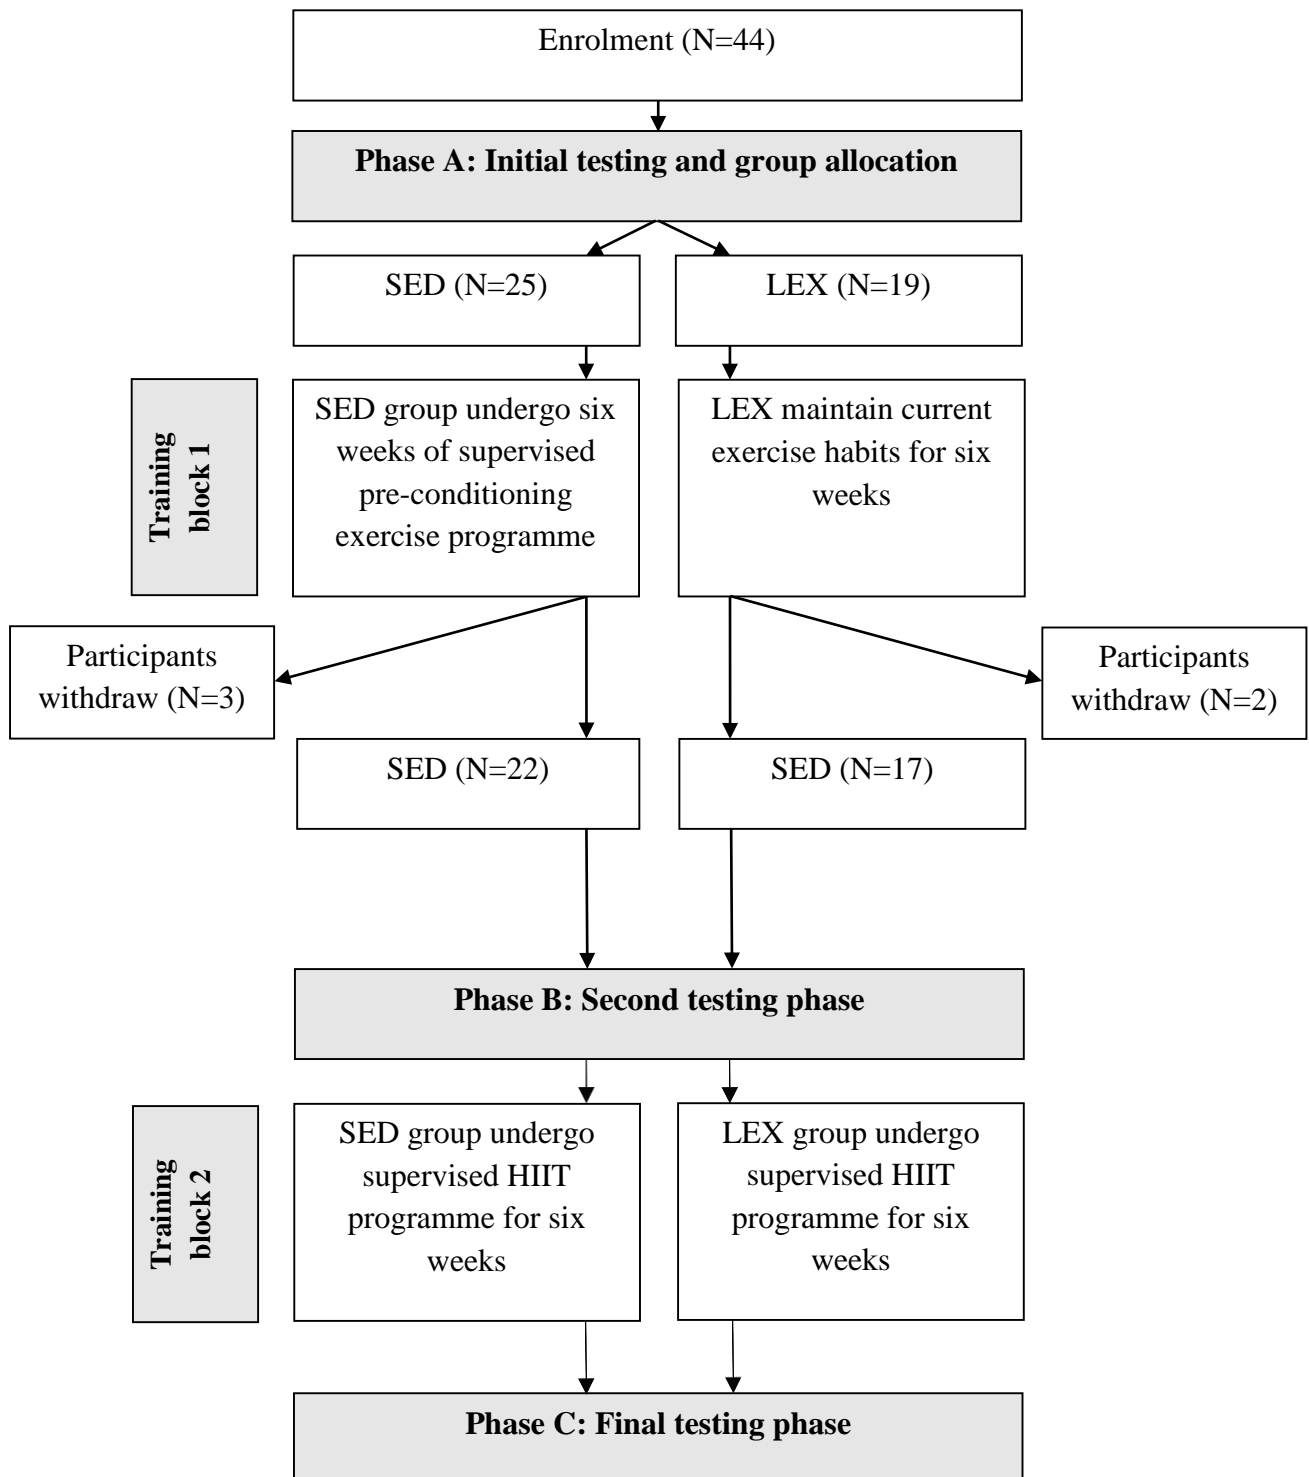 Enrolment (N=44)
Phase A: Initial testing and group allocation
SED (N=25)
LEX (N=19)
Training
block 1
SED group undergo six
weeks of supervised
pre-conditioning
exercise programme
LEX maintain current
exercise habits for six
weeks
Participants
withdraw (N=3)
Participants
withdraw (N=2)
SED (N=22)
SED (N=17)
Phase B: Second testing phase
Training
block 2
SED group undergo
supervised HIIT
programme for six
weeks
LEX group undergo
supervised HIIT
programme for six
weeks
Phase C: Final testing phase